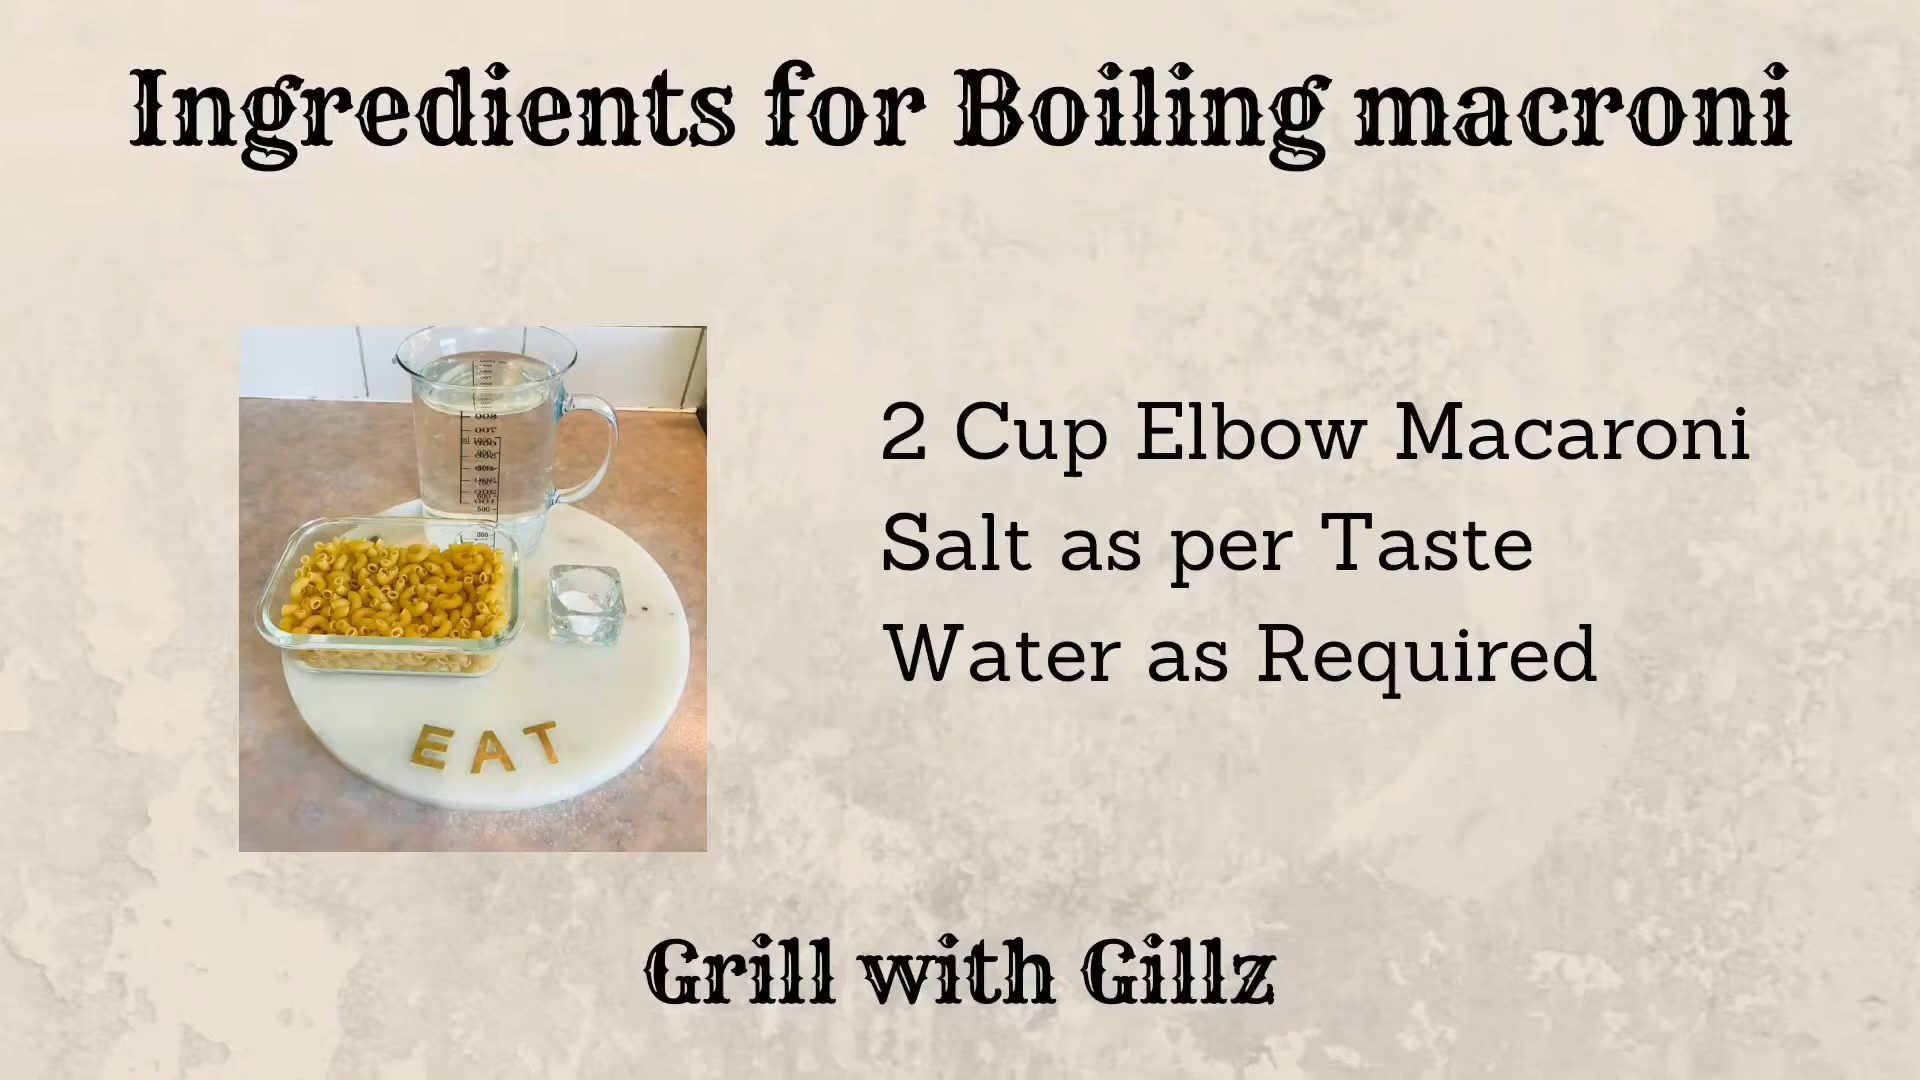 Ingredients for Boiling macroni
2 Cup Elbow Macaroni
Salt as per Taste
Water as Required
EAT
Grill with Gillz